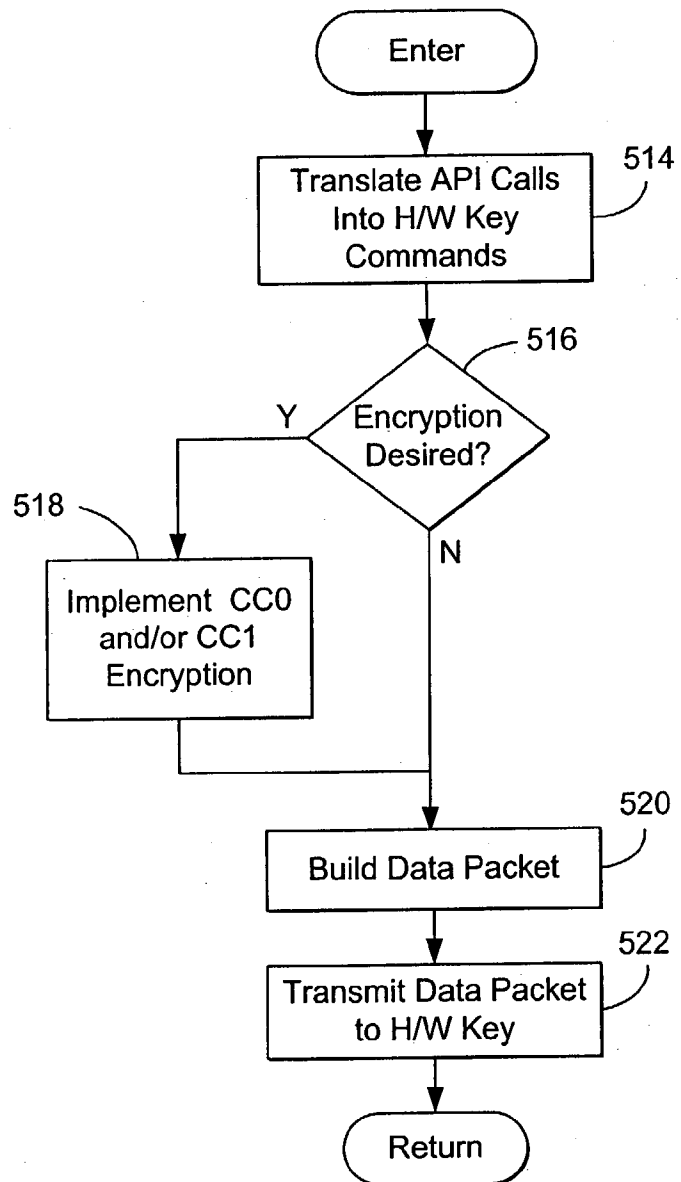 Enter
514
Translate API Calls
Into H/W Key
Commands
516
Encryption
Desired?
Y
N
518
Implement CC0
and/or CC1
Encryption
520
Build Data Packet
522
Transmit Data Packet
to H/W Key
Return